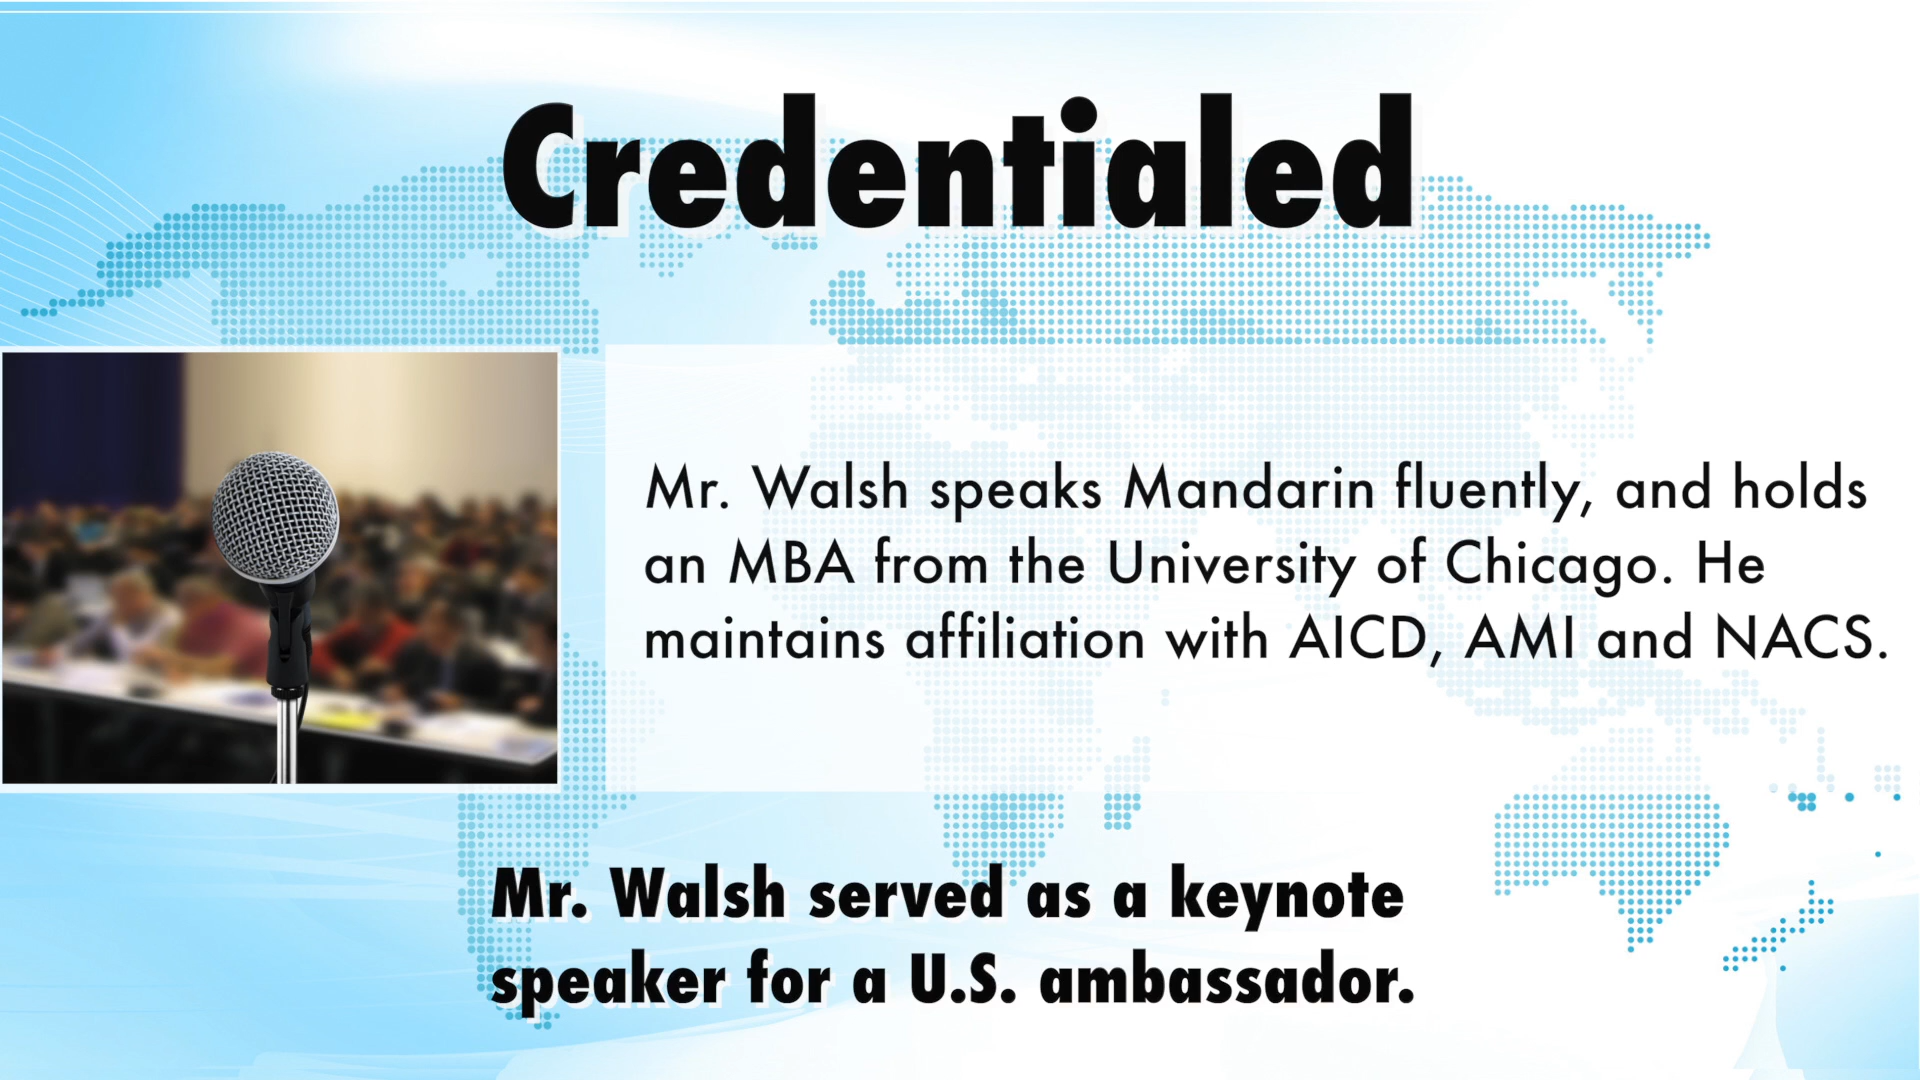 Credentialed
Mr. Walsh speaks Mandarin fluently, and holds
an MBA from the University of Chicago. He
maintains affiliation with AICD, AMI and NACS.
Mr. Walsh served as a keynote
speaker for a U.S. ambassador.